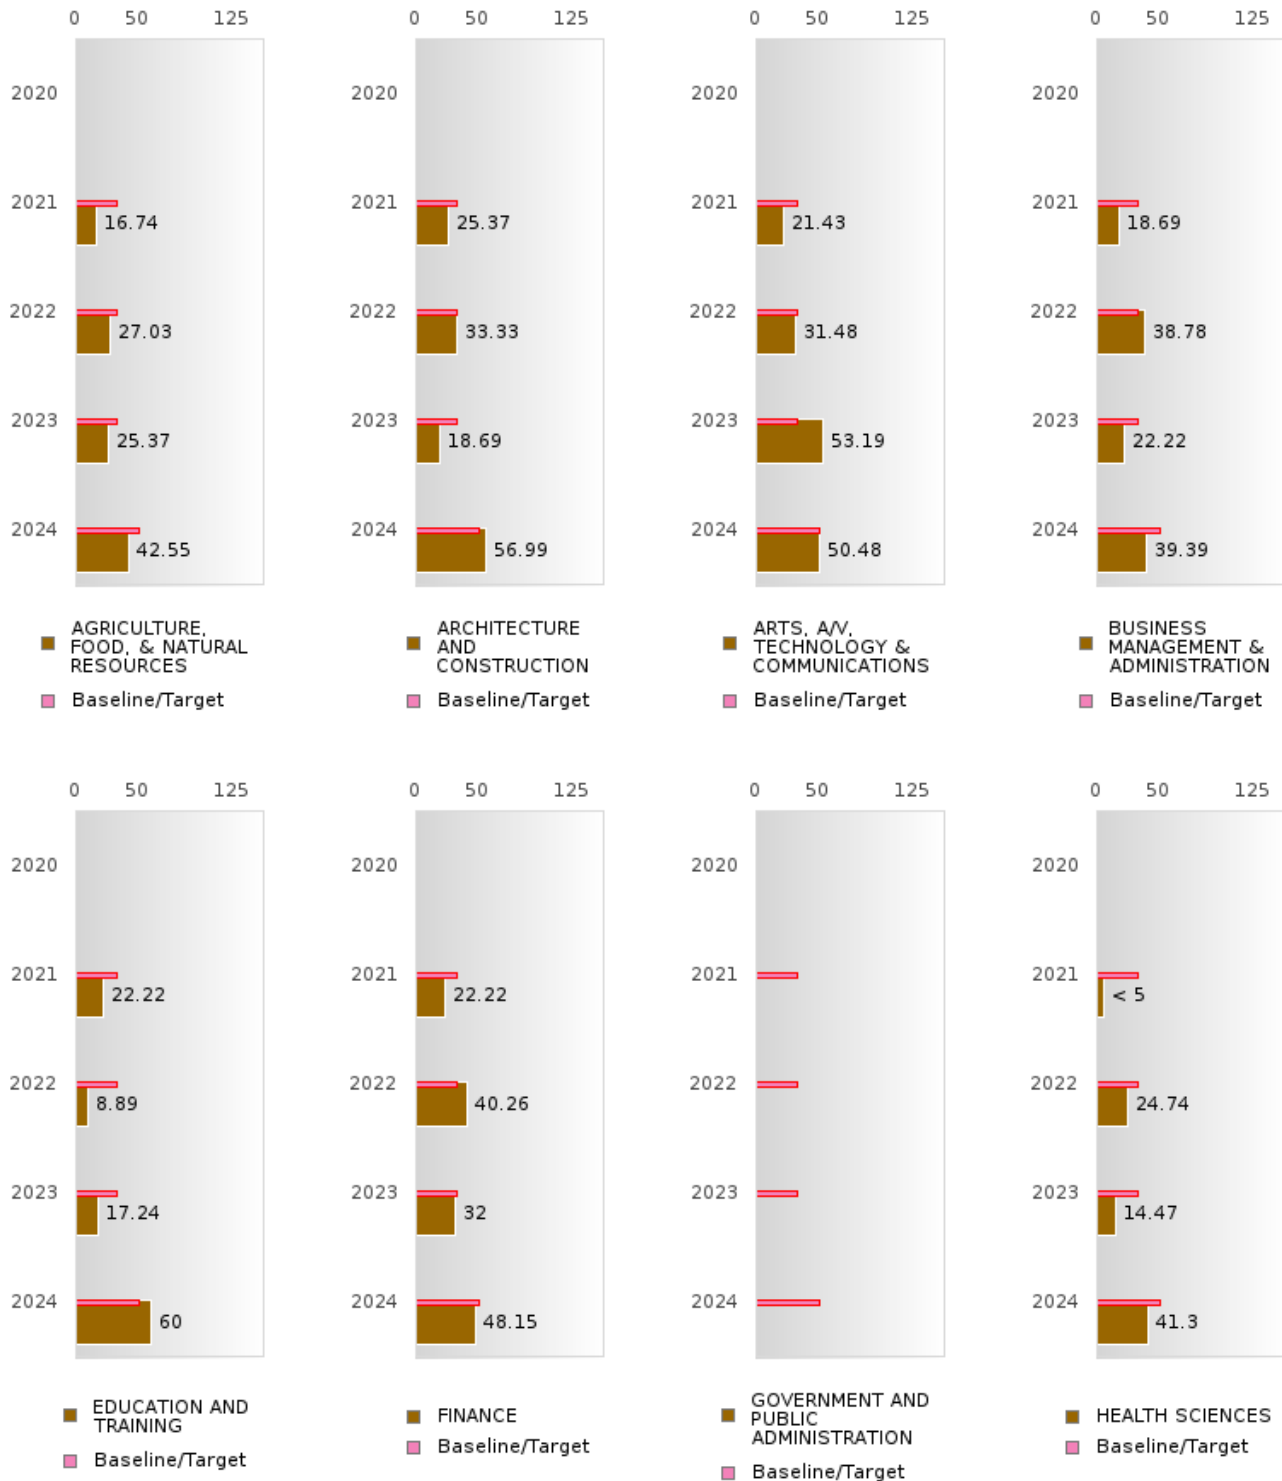 0 50 125
0 50 125
0 50 125
0 50 125
2020
2020
2020
2020
2021
16.74
2021
25.37
2021
21.43
2021
18.69
2022
27.03
2022
33.33
2022
31.48
2022
38.78
2023
25.37
2023
18.69
2023
53.19
2023
22.22
2024
42.55
2024
56.99
2024
50.48
2024
39.39
AGRICULTURE,
FOOD, & NATURAL
RESOURCES
Baseline/Target
ARCHITECTURE
AND
CONSTRUCTION
Baseline/Target
ARTS, A/V,
TECHNOLOGY &
COMMUNICATIONS
Baseline/Target
BUSINESS
MANAGEMENT &
ADMINISTRATION
Baseline/Target
0 50 125
0 50 125
0 50 125
0 50 125
2020
2020
2020
2020
2021
22.22
2021
22.22
2021
2021
< 5
2022
8.89
2022
40.26
2022
2022
24.74
2023
17.24
2023
32
2023
2023
14.47
2024
60
2024
48.15
2024
2024
41.3
EDUCATION AND
TRAINING
Baseline/Target
FINANCE
Baseline/Target
GOVERNMENT AND
PUBLIC
ADMINISTRATION
Baseline/Target
HEALTH SCIENCES
Baseline/Target